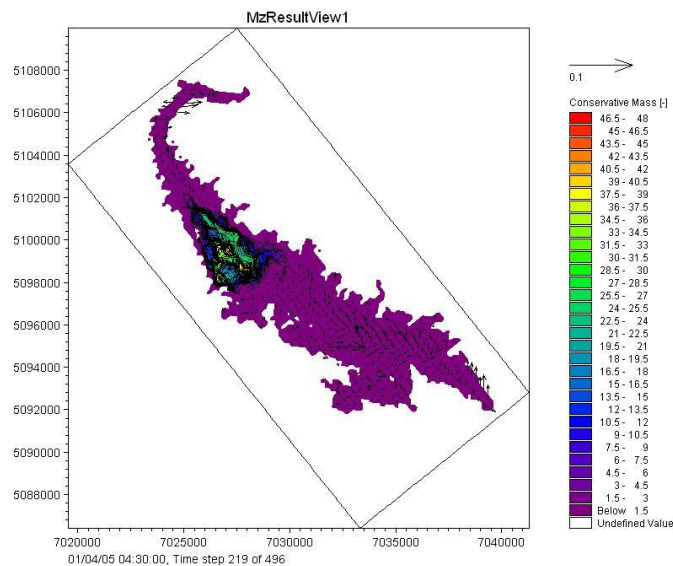 MzResultView1
5108000
5106000
5104000
5102000
5100000
5098000
5096000
5094000
5092000
5090000
5088000
7020000 7025000 7030000 7035000 7040000
01/04/05 04:30:00, Time step 219 of 496
0.1
Conservative Mass [-]
46.5 - 48
45 - 46.5
43.5 - 45
42 - 43.5
40.5 - 42
39 - 40.5
37.5 - 39
36 - 37.5
34.5 - 36
33 - 34.5
31.5 - 33
30 - 31.5
28.5 - 30
27 - 28.5
25.5 - 27
24 - 25.5
22.5 - 24
21 - 22.5
19.5 - 21
18 - 19.5
16.5 - 18
15 - 16.5
13.5 - 15
12 - 13.5
10.5 - 12
9 - 10.5
7.5 - 9
6 - 7.5
4.5 - 6
3 - 4.5
1.5 - 3
Below 1.5
Undefined Value